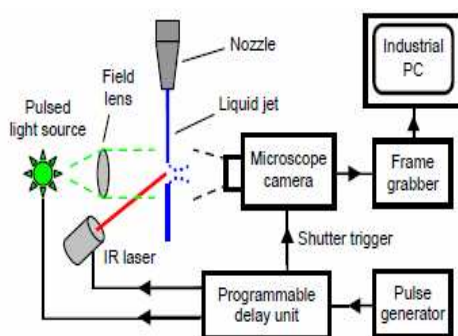 Nozzle
Industrial
PC
Field
lens
Pulsed
light source
Liquid jet
Microscope
camera
Frame
grabber
IR laser
Shutter trigger
Programmable
delay unit
Pulse
generator